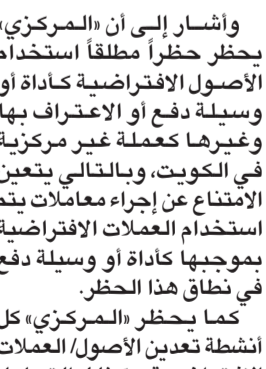 وأشار إلى أن «المركزي»
يحظر حظراً مطلقاً استخدام
الأصول الافتراضية كأداة أو
وسيلة دفع أو الاعتراف بها
وغيرها كعملة غير مركزية
في الكويت، وبالتالي يتعين
الامتناع عن إجراء معاملات يتم
استخدام العملات الافتراضية
بموجبها كأداة أو وسيلة دفع
في نطاق هذا الحظر.
كما يحظر «المركزي» كل
أنشطة تعدين الأصول/ العملات